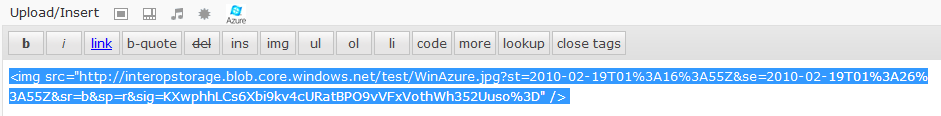 Upload/Insert Azure
b i link b-quote del ins img ul ol li code more lookup close tags
<img src="http://interopstorage.blob.core.windows.net/test/WinAzure.jpg?st=2010-02-19T01%3A16%3A55Z&se=2010-02-19T01%3A26%
3A55Z&sr=b&sp=r&sig=KXwphhLCs6Xbi9kv4cURatBPO9vVFxVothWh352Uuso%3D" />